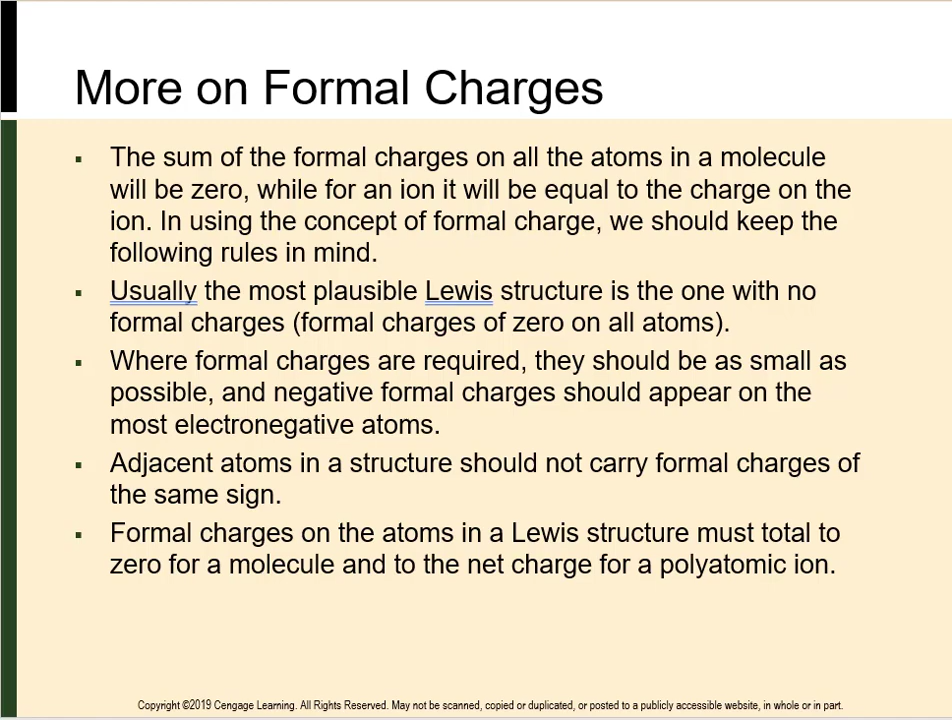 More on Formal Charges
▪ The sum of the formal charges on all the atoms in a molecule
will be zero, while for an ion it will be equal to the charge on the
ion. In using the concept of formal charge, we should keep the
following rules in mind.
▪ Usually the most plausible Lewis structure is the one with no
formal charges (formal charges of zero on all atoms).
▪ Where formal charges are required, they should be as small as
possible, and negative formal charges should appear on the
most electronegative atoms.
▪ Adjacent atoms in a structure should not carry formal charges of
the same sign.
▪ Formal charges on the atoms in a Lewis structure must total to
zero for a molecule and to the net charge for a polyatomic ion.
Copyright ©2019 Cengage Learning. All Rights Reserved. May not be scanned, copied or duplicated, or posted to a publicly accessible website, in whole or in part.